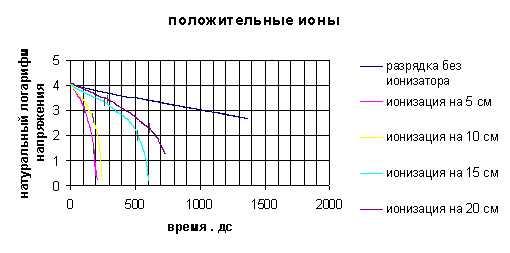 положительные ионы
натуральный логарифм
напряжения
5
4
3
2
1
0
0
500
1000
1500
2000
время . дс
разрядка без
ионизатора
ионизация на 5 см
ионизация на 10 см
ионизация на 15 см
ионизация на 20 см